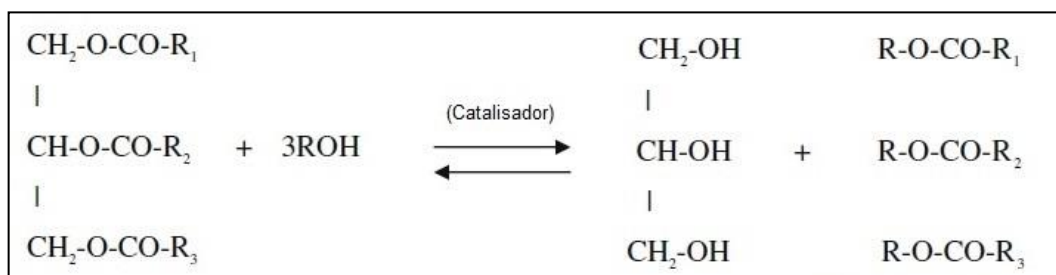 CH₂-O-CO-R₁ CH₂-OH R-O-CO-R₁
| |
(Catalisador)
CH-O-CO-R₂ + 3ROH CH-OH + R-O-CO-R₂
| |
CH₂-O-CO-R₃ CH₂-OH R-O-CO-R₃